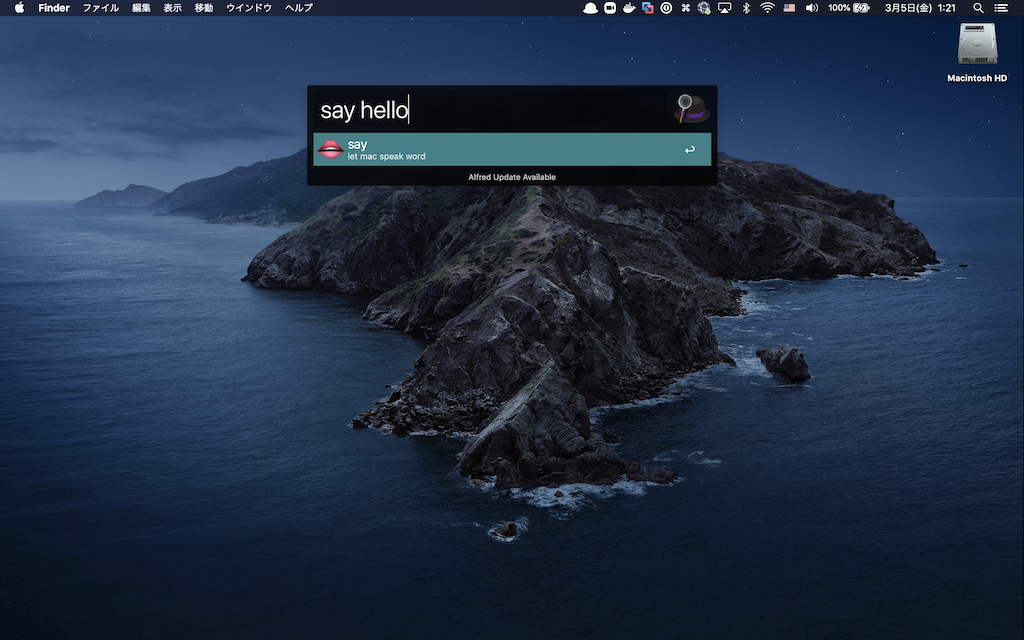 Finder ファイル 編集 表示 移動 ウインドウ ヘルプ 100% 3月5日(金) 1:21
Macintosh HD
say hello
say
let mac speak word
Alfred Update Available